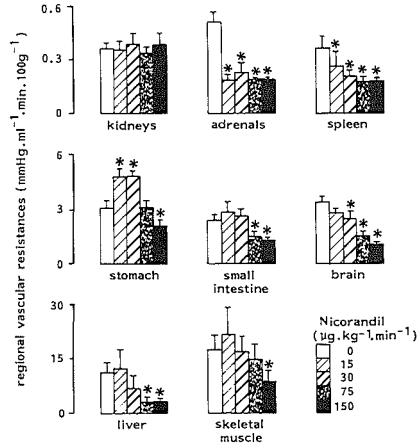 regional vascular resistances (mmHg.ml⁻¹.min.100g⁻¹)
0.6
0.3
0
kidneys
adrenals
* * * *
spleen
* * * *
6
3
0
stomach
* * *
small
intestine
* *
brain
* * *
30
15
0
liver
* *
skeletal
muscle
*
Nicorandil
(µg.kg⁻¹.min⁻¹)
0
15
30
75
150